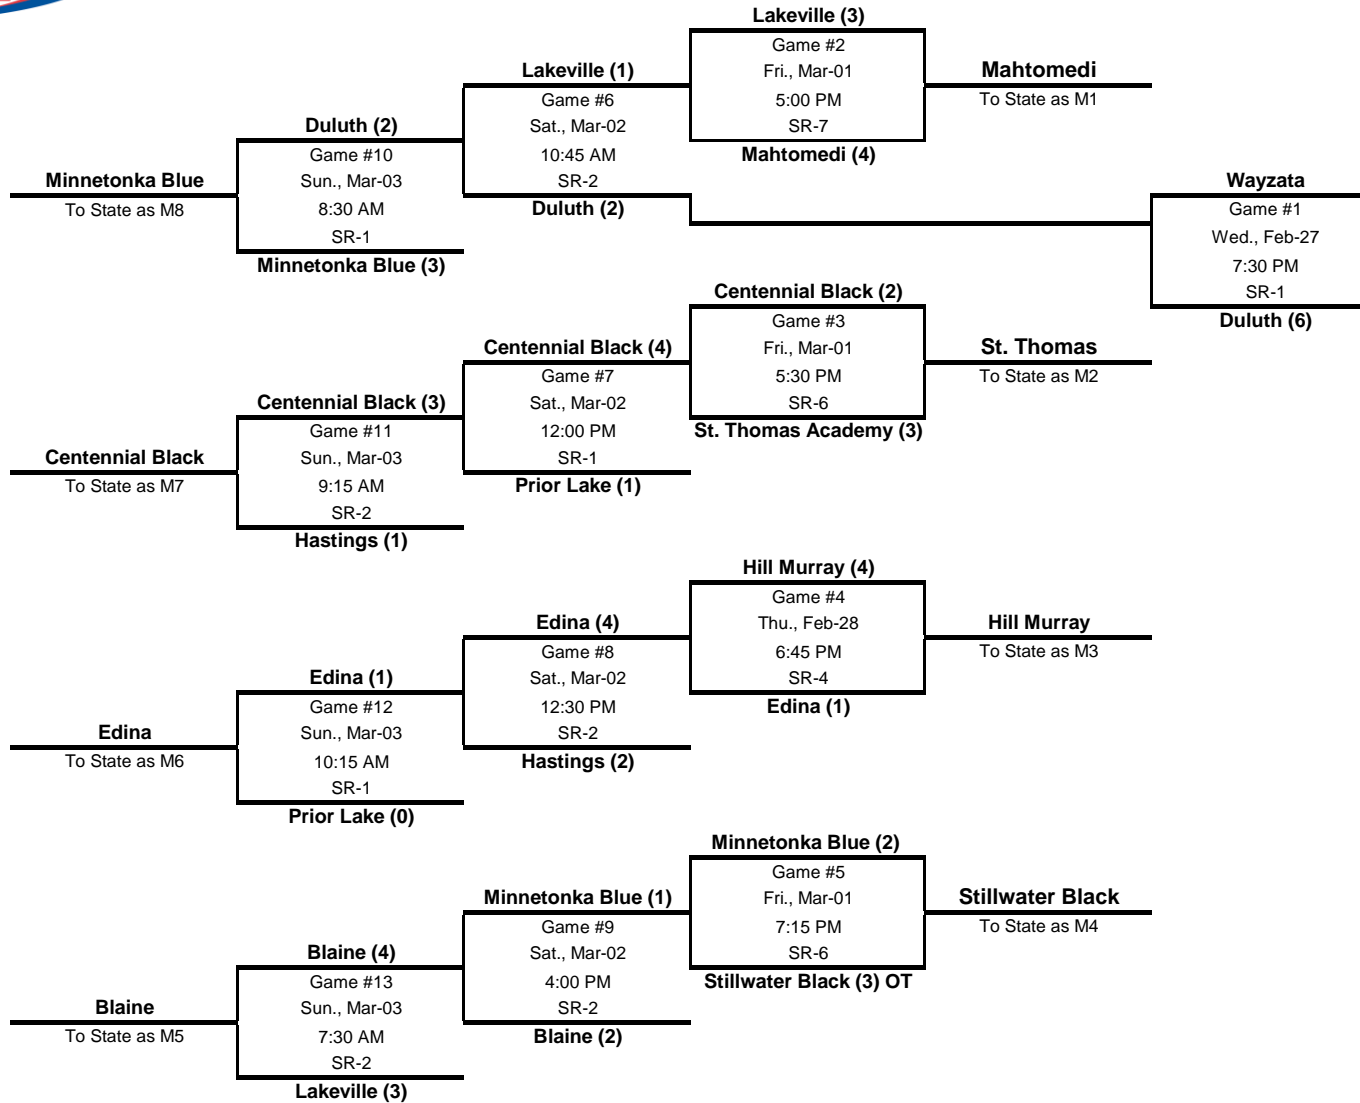 Lakeville (3)
Game #2
Fri., Mar-01
5:00 PM
SR-7
Mahtomedi (4)
Mahtomedi
To State as M1
Lakeville (1)
Game #6
Sat., Mar-02
10:45 AM
SR-2
Duluth (2)
Duluth (2)
Game #10
Sun., Mar-03
8:30 AM
SR-1
Minnetonka Blue (3)
Minnetonka Blue
To State as M8
Wayzata
Game #1
Wed., Feb-27
7:30 PM
SR-1
Duluth (6)
Centennial Black (2)
Game #3
Fri., Mar-01
5:30 PM
SR-6
St. Thomas Academy (3)
St. Thomas
To State as M2
Centennial Black (4)
Game #7
Sat., Mar-02
12:00 PM
SR-1
Prior Lake (1)
Centennial Black (3)
Game #11
Sun., Mar-03
9:15 AM
SR-2
Hastings (1)
Centennial Black
To State as M7
Hill Murray (4)
Game #4
Thu., Feb-28
6:45 PM
SR-4
Edina (1)
Hill Murray
To State as M3
Edina (4)
Game #8
Sat., Mar-02
12:30 PM
SR-2
Hastings (2)
Edina (1)
Game #12
Sun., Mar-03
10:15 AM
SR-1
Prior Lake (0)
Edina
To State as M6
Minnetonka Blue (2)
Game #5
Fri., Mar-01
7:15 PM
SR-6
Stillwater Black (3) OT
Stillwater Black
To State as M4
Minnetonka Blue (1)
Game #9
Sat., Mar-02
4:00 PM
SR-2
Blaine (2)
Blaine (4)
Game #13
Sun., Mar-03
7:30 AM
SR-2
Lakeville (3)
Blaine
To State as M5